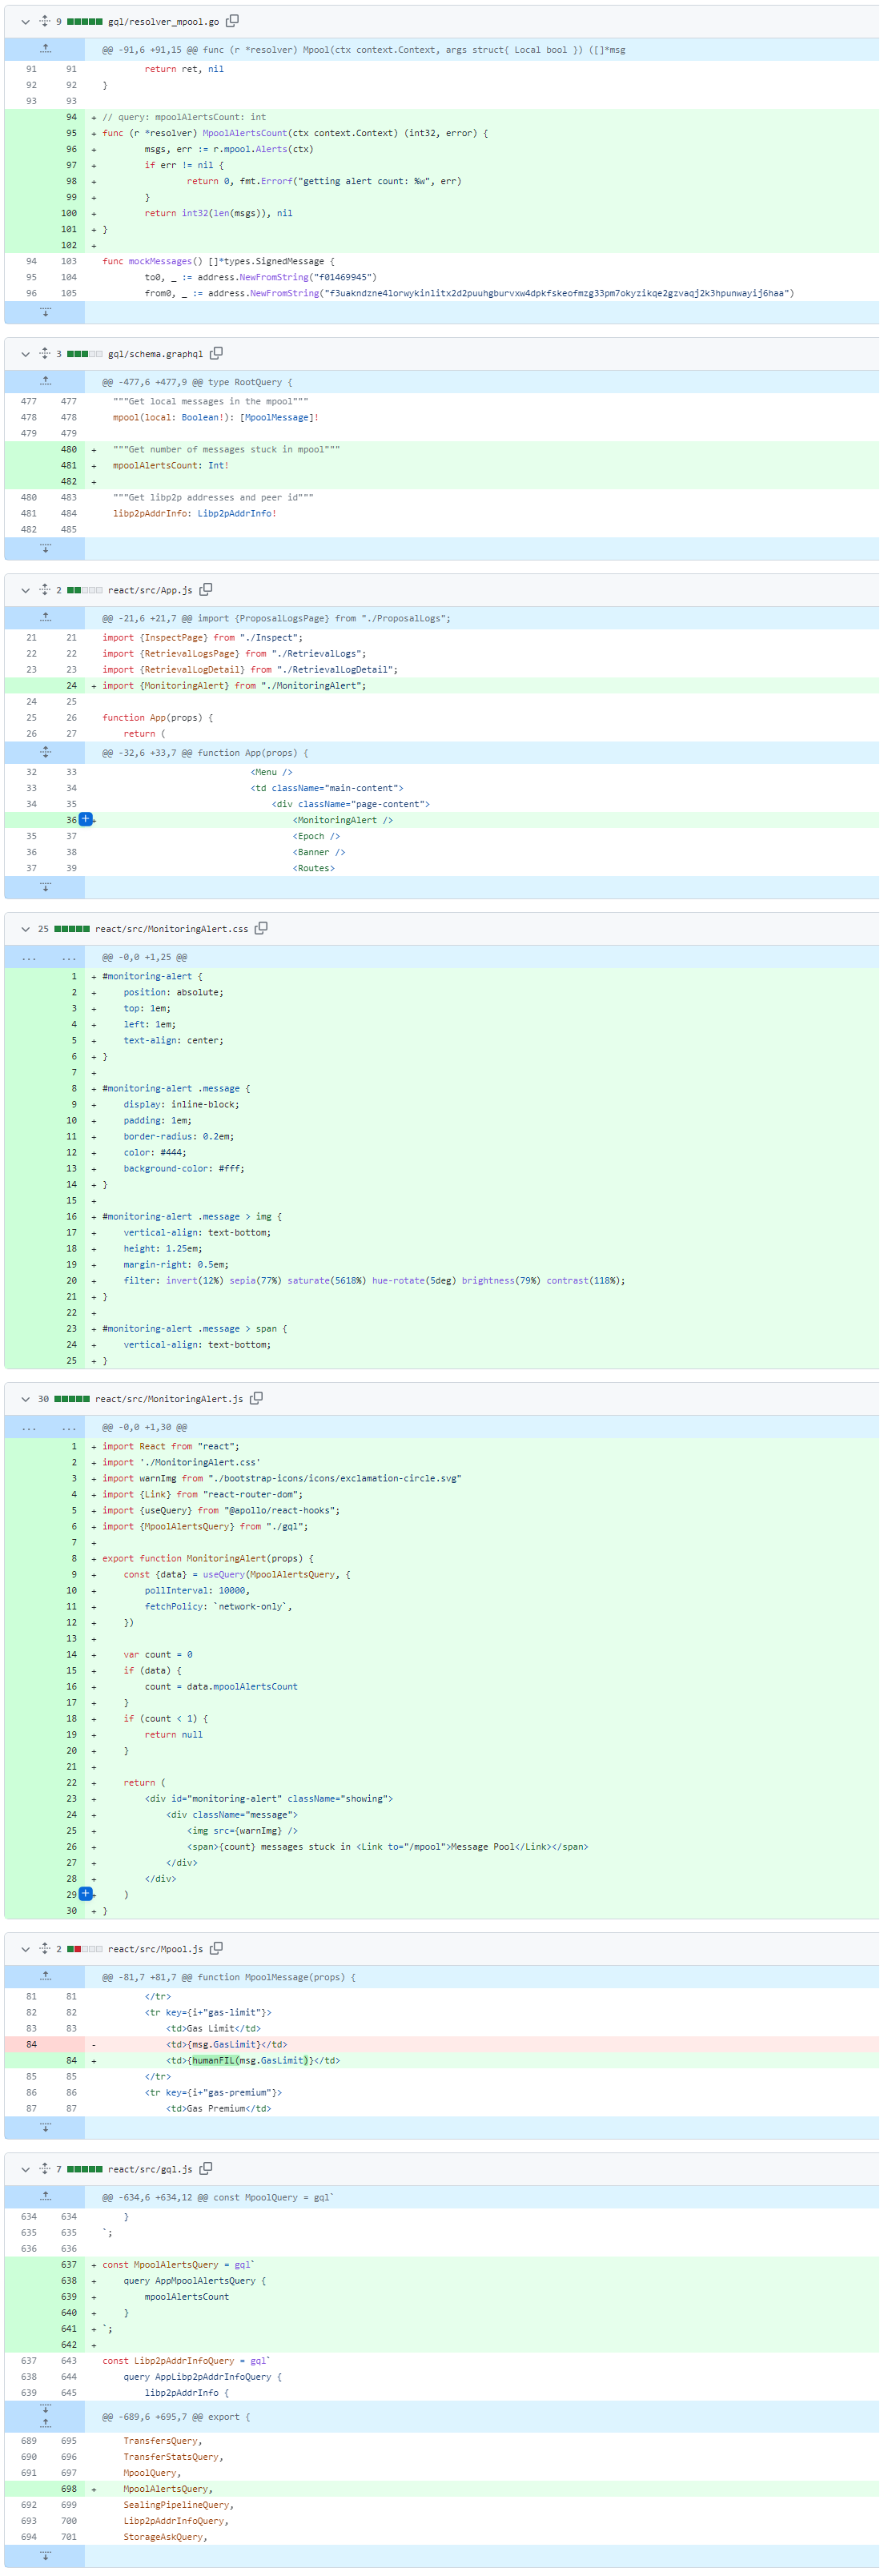 9 gql/resolver_mpool.go
@@ -91,6 +91,15 @@ func (r *resolver) Mpool(ctx context.Context, args struct{ Local bool }) ([]*msg
91 91 return ret, nil
92 92 }
93 93
94 + // query: mpoolAlertsCount: int
95 + func (r *resolver) MpoolAlertsCount(ctx context.Context) (int32, error) {
96 + msgs, err := r.mpool.Alerts(ctx)
97 + if err != nil {
98 + return 0, fmt.Errorf("getting alert count: %w", err)
99 + }
100 + return int32(len(msgs)), nil
101 + }
102 +
94 103 func mockMessages() []*types.SignedMessage {
95 104 to0, _ := address.NewFromString("f01469945")
96 105 from0, _ := address.NewFromString("f3uakndzne4lorwykinlitx2d2puuhgburvxw4dpkfskeofmzg33pm7okyzikqe2gzvaqj2k3hpunwayij6haa")
3 gql/schema.graphql
@@ -477,6 +477,9 @@ type RootQuery {
477 477 """Get local messages in the mpool"""
478 478 mpool(local: Boolean!): [MpoolMessage]!
479 479
480 + """Get number of messages stuck in mpool"""
481 + mpoolAlertsCount: Int!
482 +
480 483 """Get libp2p addresses and peer id"""
481 484 libp2pAddrInfo: Libp2pAddrInfo!
482 485
2 react/src/App.js
@@ -21,6 +21,7 @@ import {ProposalLogsPage} from "./ProposalLogs";
21 21 import {InspectPage} from "./Inspect";
22 22 import {RetrievalLogsPage} from "./RetrievalLogs";
23 23 import {RetrievalLogDetail} from "./RetrievalLogDetail";
24 + import {MonitoringAlert} from "./MonitoringAlert";
24 25
25 26 function App(props) {
26 27 return (
@@ -32,6 +33,7 @@ function App(props) {
32 33 <Menu />
33 34 <td className="main-content">
34 35 <div className="page-content">
36 + <MonitoringAlert />
35 37 <Epoch />
36 38 <Banner />
37 39 <Routes>
25 react/src/MonitoringAlert.css
... ... @@ -0,0 +1,25 @@
1 + #monitoring-alert {
2 + position: absolute;
3 + top: 1em;
4 + left: 1em;
5 + text-align: center;
6 + }
7 +
8 + #monitoring-alert .message {
9 + display: inline-block;
10 + padding: 1em;
11 + border-radius: 0.2em;
12 + color: #444;
13 + background-color: #fff;
14 + }
15 +
16 + #monitoring-alert .message > img {
17 + vertical-align: text-bottom;
18 + height: 1.25em;
19 + margin-right: 0.5em;
20 + filter: invert(12%) sepia(77%) saturate(5618%) hue-rotate(5deg) brightness(79%) contrast(118%);
21 + }
22 +
23 + #monitoring-alert .message > span {
24 + vertical-align: text-bottom;
25 + }
30 react/src/MonitoringAlert.js
... ... @@ -0,0 +1,30 @@
1 + import React from "react";
2 + import './MonitoringAlert.css'
3 + import warnImg from "./bootstrap-icons/icons/exclamation-circle.svg"
4 + import {Link} from "react-router-dom";
5 + import {useQuery} from "@apollo/react-hooks";
6 + import {MpoolAlertsQuery} from "./gql";
7 +
8 + export function MonitoringAlert(props) {
9 + const {data} = useQuery(MpoolAlertsQuery, {
10 + pollInterval: 10000,
11 + fetchPolicy: `network-only`,
12 + })
13 +
14 + var count = 0
15 + if (data) {
16 + count = data.mpoolAlertsCount
17 + }
18 + if (count < 1) {
19 + return null
20 + }
21 +
22 + return (
23 + <div id="monitoring-alert" className="showing">
24 + <div className="message">
25 + <img src={warnImg} />
26 + <span>{count} messages stuck in <Link to="/mpool">Message Pool</Link></span>
27 + </div>
28 + </div>
29 + )
30 + }
2 react/src/Mpool.js
@@ -81,7 +81,7 @@ function MpoolMessage(props) {
81 81 </tr>
82 82 <tr key={i+"gas-limit"}>
83 83 <td>Gas Limit</td>
84 - <td>{msg.GasLimit}</td>
84 + <td>{humanFIL(msg.GasLimit)}</td>
85 85 </tr>
86 86 <tr key={i+"gas-premium"}>
87 87 <td>Gas Premium</td>
7 react/src/gql.js
@@ -634,6 +634,12 @@ const MpoolQuery = gql`
634 634 }
635 635 `;
636 636
637 + const MpoolAlertsQuery = gql`
638 + query AppMpoolAlertsQuery {
639 + mpoolAlertsCount
640 + }
641 + `;
642 +
637 643 const Libp2pAddrInfoQuery = gql`
638 644 query AppLibp2pAddrInfoQuery {
639 645 libp2pAddrInfo {
@@ -689,6 +695,7 @@ export {
689 695 TransfersQuery,
690 696 TransferStatsQuery,
691 697 MpoolQuery,
698 + MpoolAlertsQuery,
692 699 SealingPipelineQuery,
693 700 Libp2pAddrInfoQuery,
694 701 StorageAskQuery,